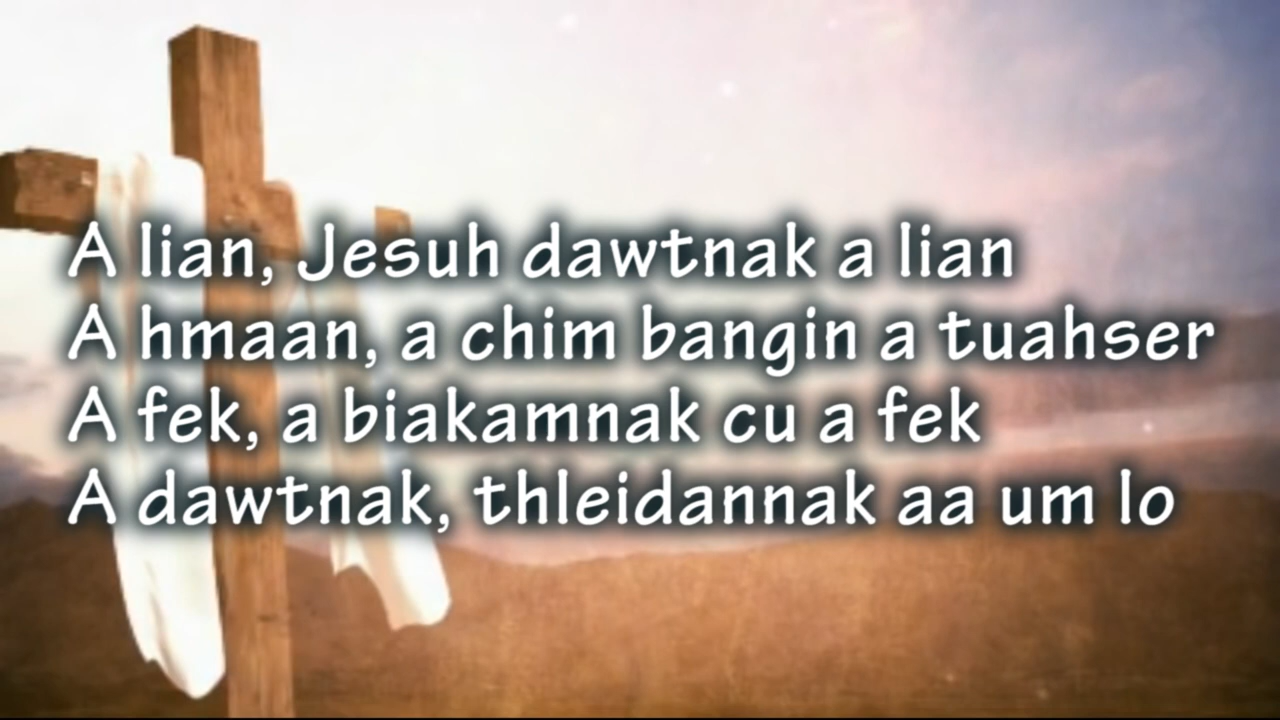 A lian, Jesuh dawtnak a lian
A hmaan, a chim bangin a tuahser
A fek, a biakamnak cu a fek
A dawtnak, thleidannak aa um lo